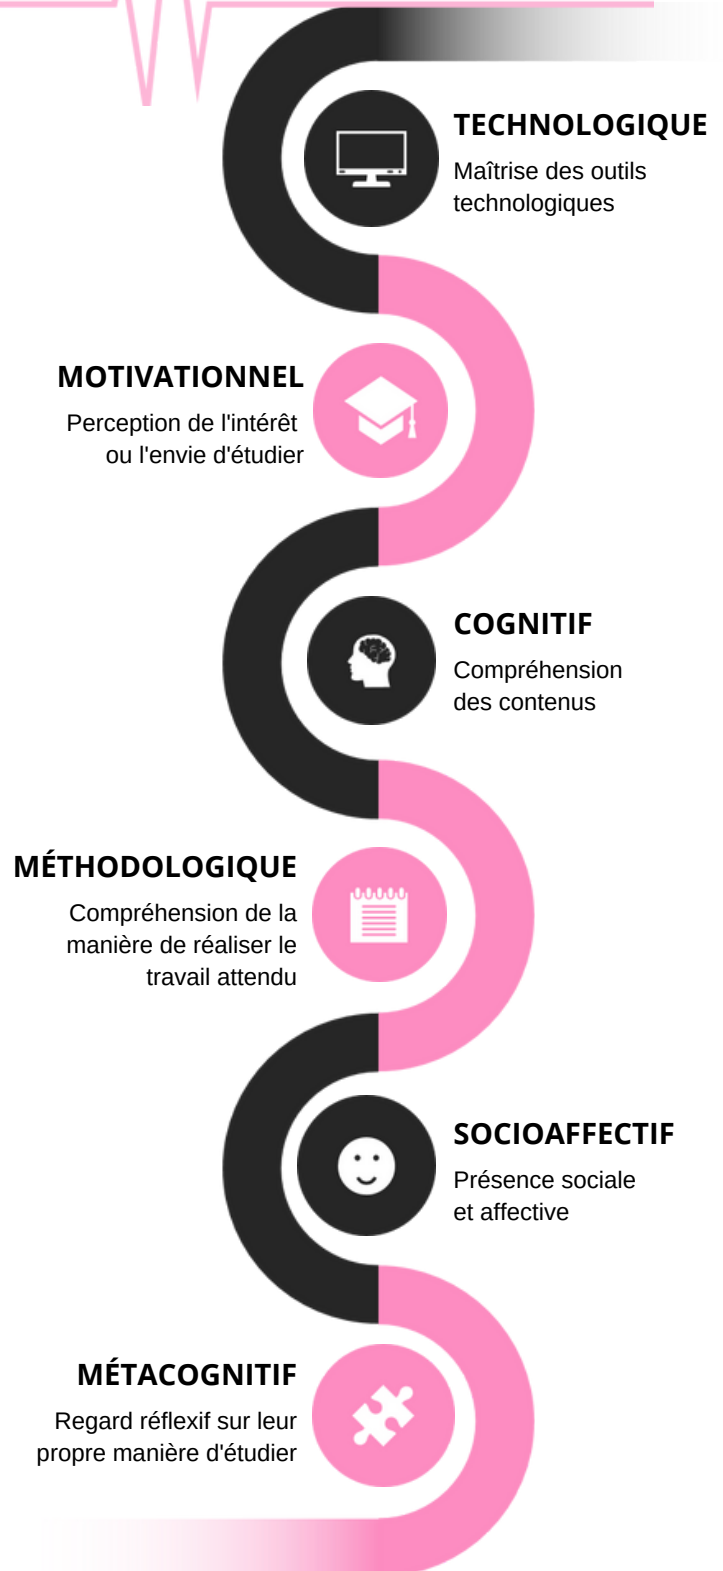 TECHNOLOGIQUE
Maîtrise des outils
technologiques
MOTIVATIONNEL
Perception de l'intérêt
ou l'envie d'étudier
COGNITIF
Compréhension
des contenus
MÉTHODOLOGIQUE
Compréhension de la
manière de réaliser le
travail attendu
SOCIOAFFECTIF
Présence sociale
et affective
MÉTACOGNITIF
Regard réflexif sur leur
propre manière d'étudier